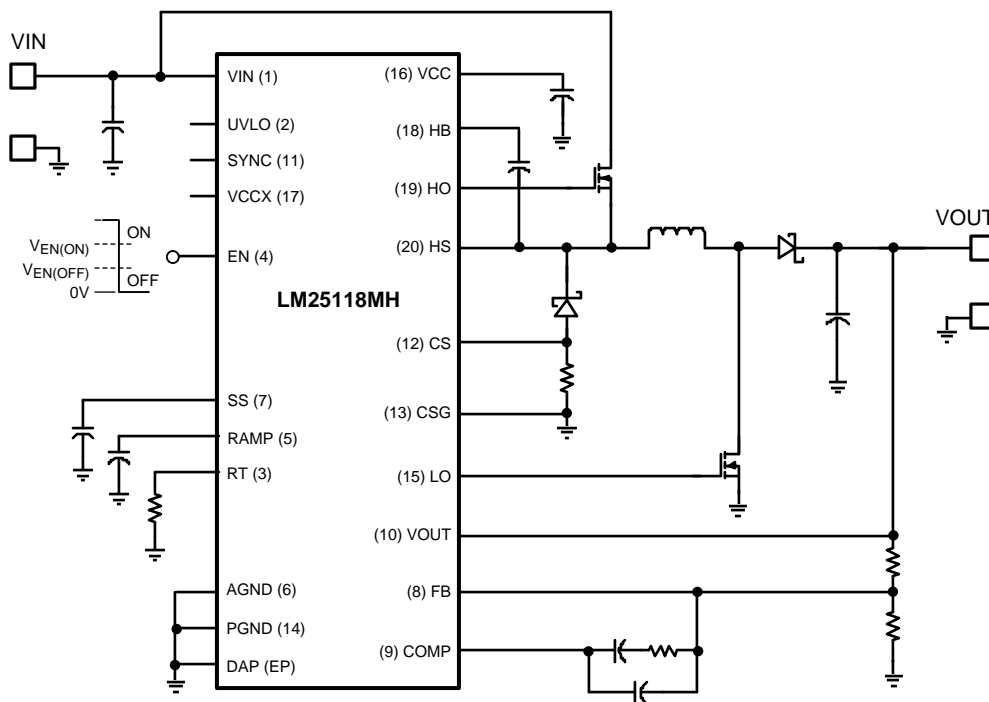 VIN
VIN (1)
UVLO (2)
SYNC (11)
VCCX (17)
EN (4)
ON
VEN(ON)
VEN(OFF)
OFF
0V
LM25118MH
SS (7)
RAMP (5)
RT (3)
AGND (6)
PGND (14)
DAP (EP)
(16) VCC
(18) HB
(19) HO
(20) HS
(12) CS
(13) CSG
(15) LO
(10) VOUT
(8) FB
(9) COMP
VOUT